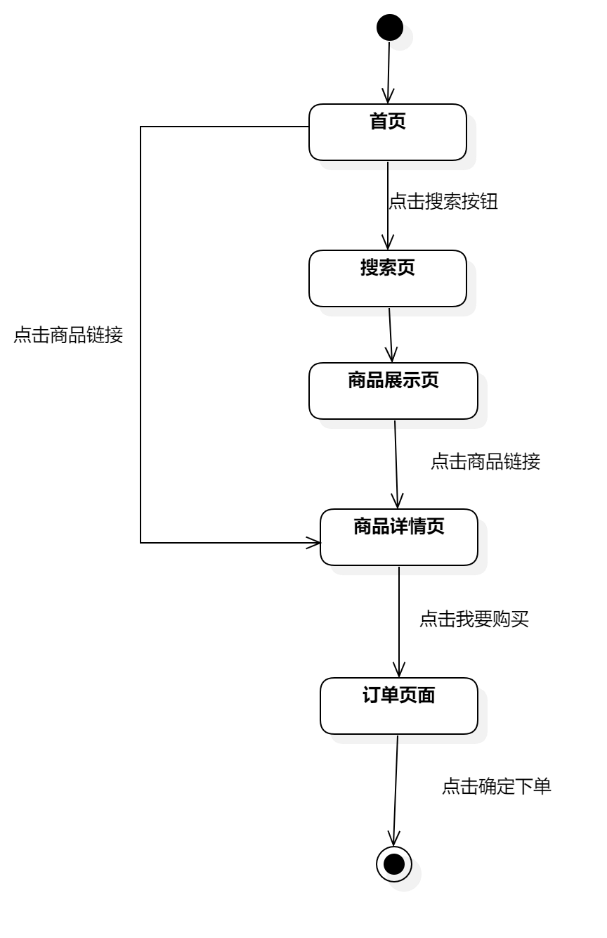 首页
点击搜索按钮
搜索页
点击商品链接
商品展示页
点击商品链接
商品详情页
点击我要购买
订单页面
点击确定下单